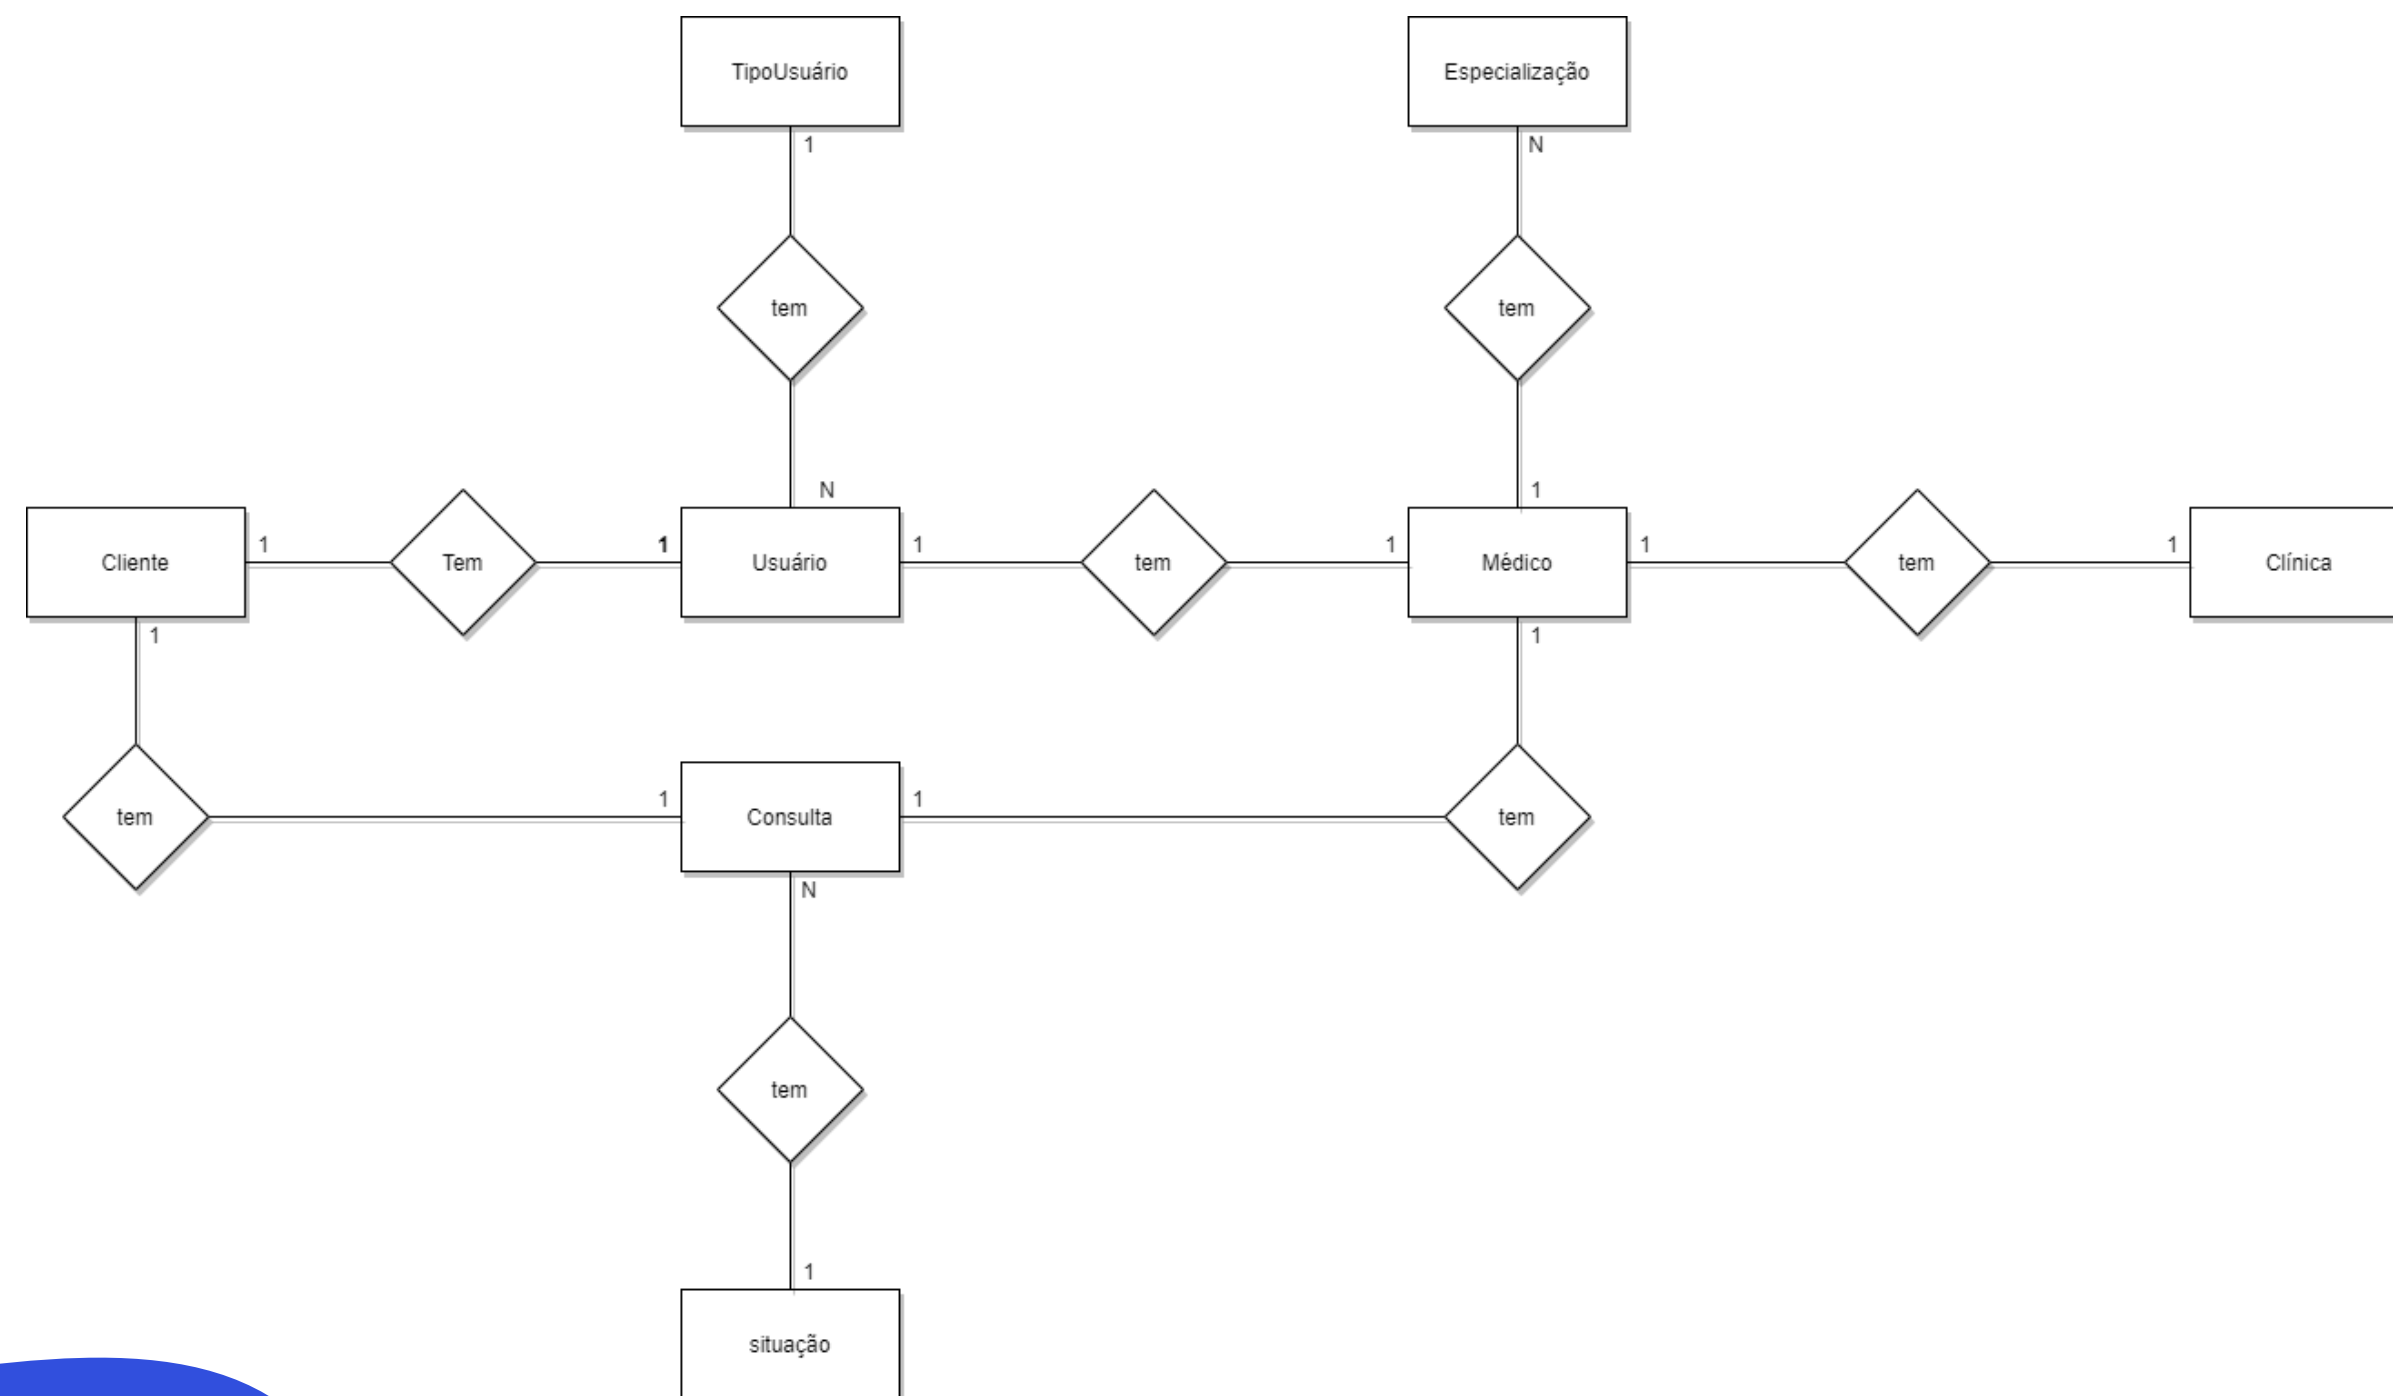 TipoUsuário
Especialização
1
N
tem
tem
N
1
Cliente
1
Tem
1
Usuário
1
tem
1
Médico
1
tem
1
Clínica
1
1
tem
1
Consulta
1
tem
N
tem
1
situação